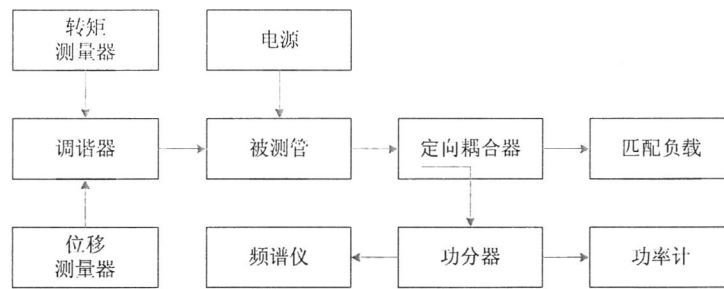 转矩
测量器
电源
调谐器
被测管
定向耦合器
匹配负载
位移
测量器
频谱仪
功分器
功率计